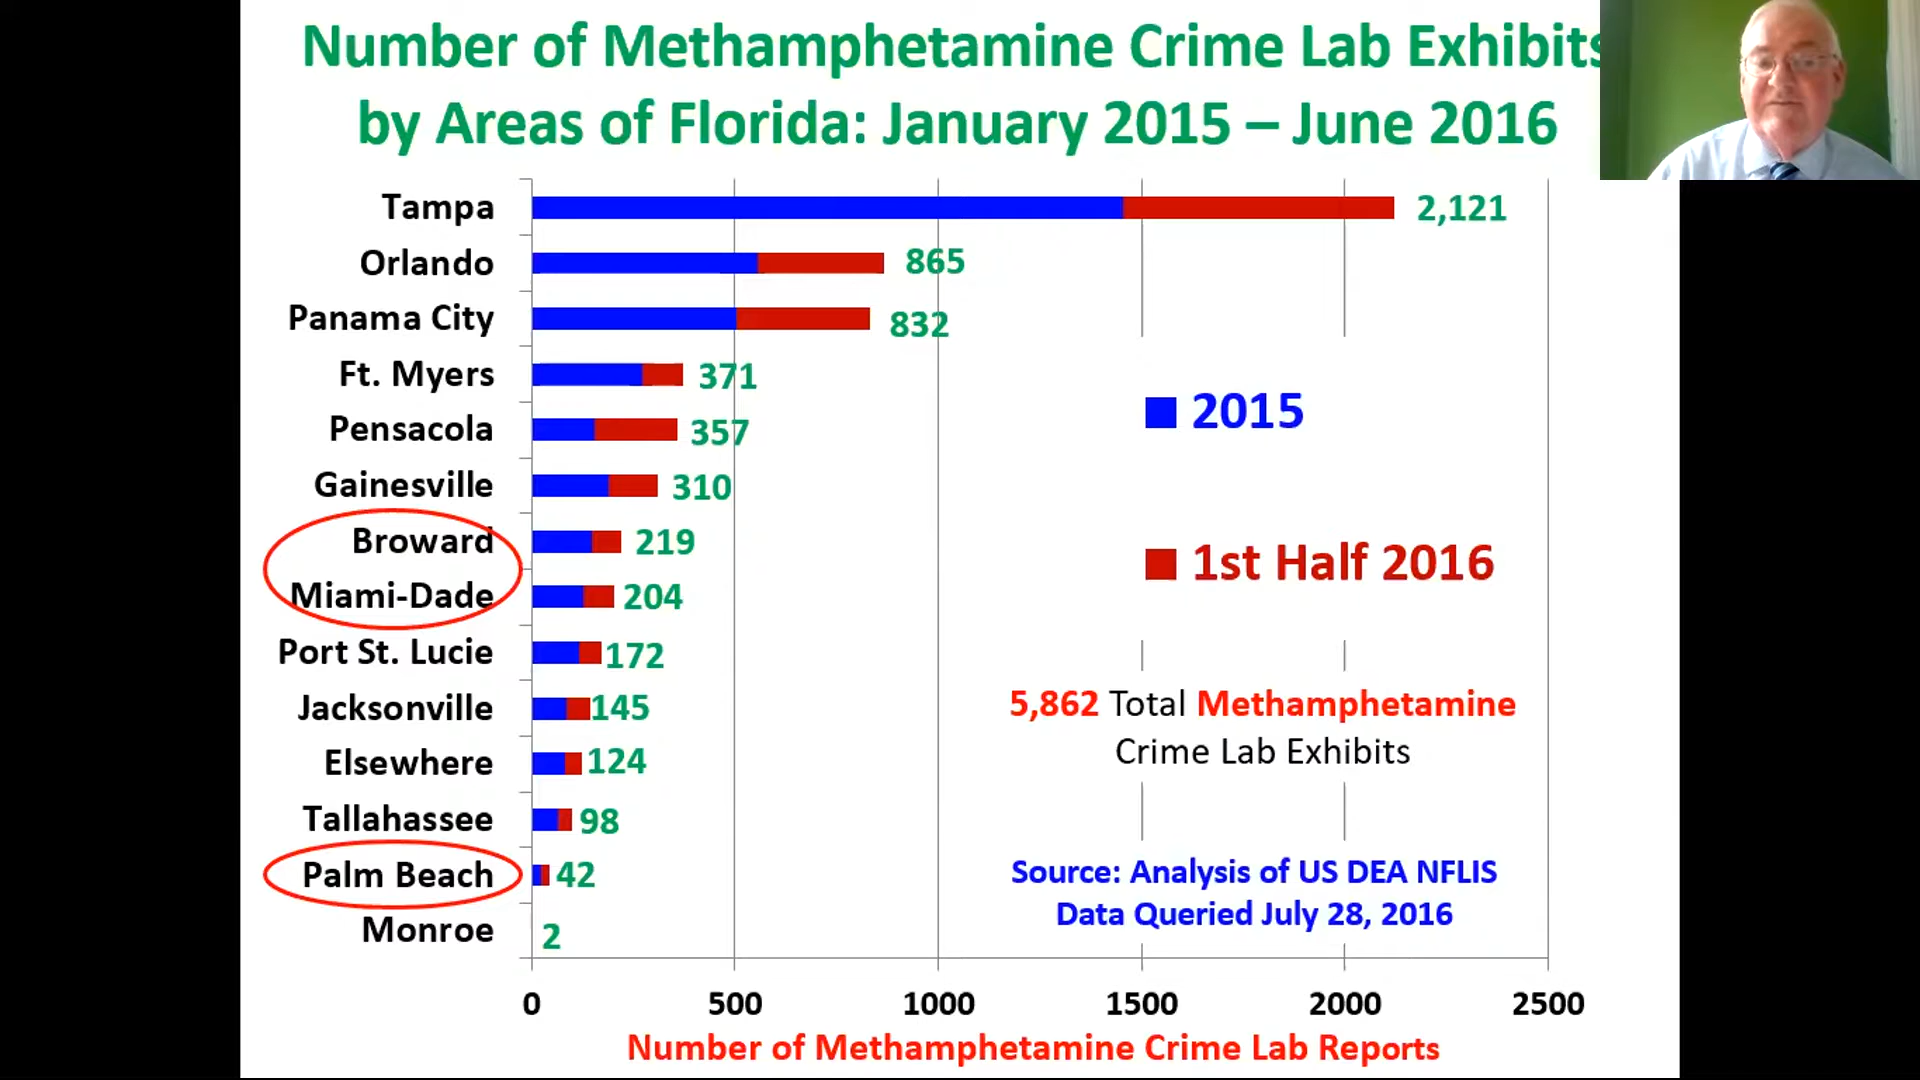 Number of Methamphetamine Crime Lab Exhibits
by Areas of Florida: January 2015 – June 2016
Tampa 2,121
Orlando 865
Panama City 832
Ft. Myers 371
Pensacola 357
Gainesville 310
Broward 219
Miami-Dade 204
Port St. Lucie 172
Jacksonville 145
Elsewhere 124
Tallahassee 98
Palm Beach 42
Monroe 2
2015
1st Half 2016
5,862 Total Methamphetamine
Crime Lab Exhibits
Source: Analysis of US DEA NFLIS
Data Queried July 28, 2016
0 500 1000 1500 2000 2500
Number of Methamphetamine Crime Lab Reports